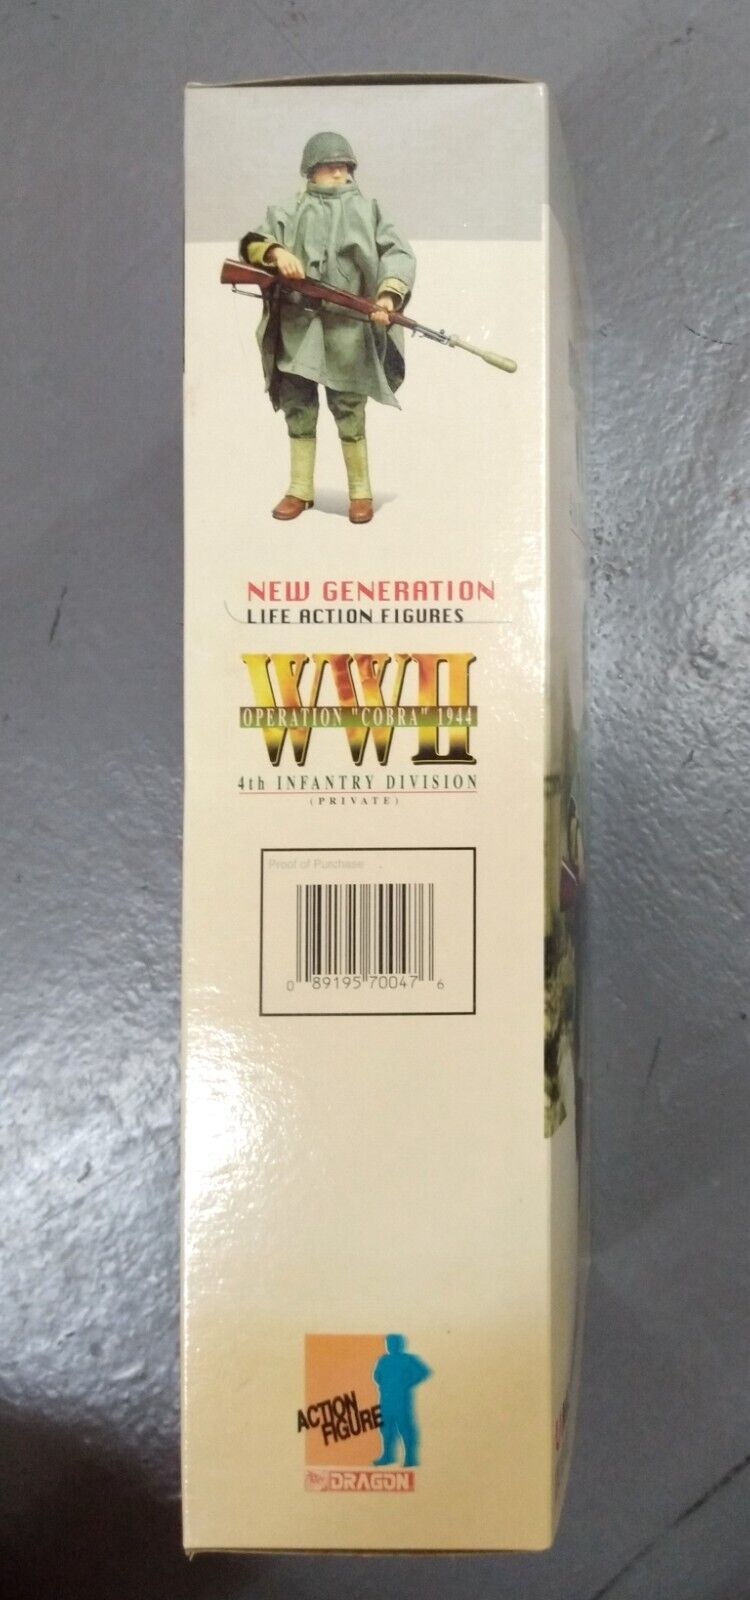 NEW GENERATION
LIFE ACTION FIGURES
WWII
OPERATION "COBRA" 1944
4th INFANTRY DIVISION
(PRIVATE)
Proof of Purchase
0 89195 70047 6
ACTION
FIGURE
DRAGON